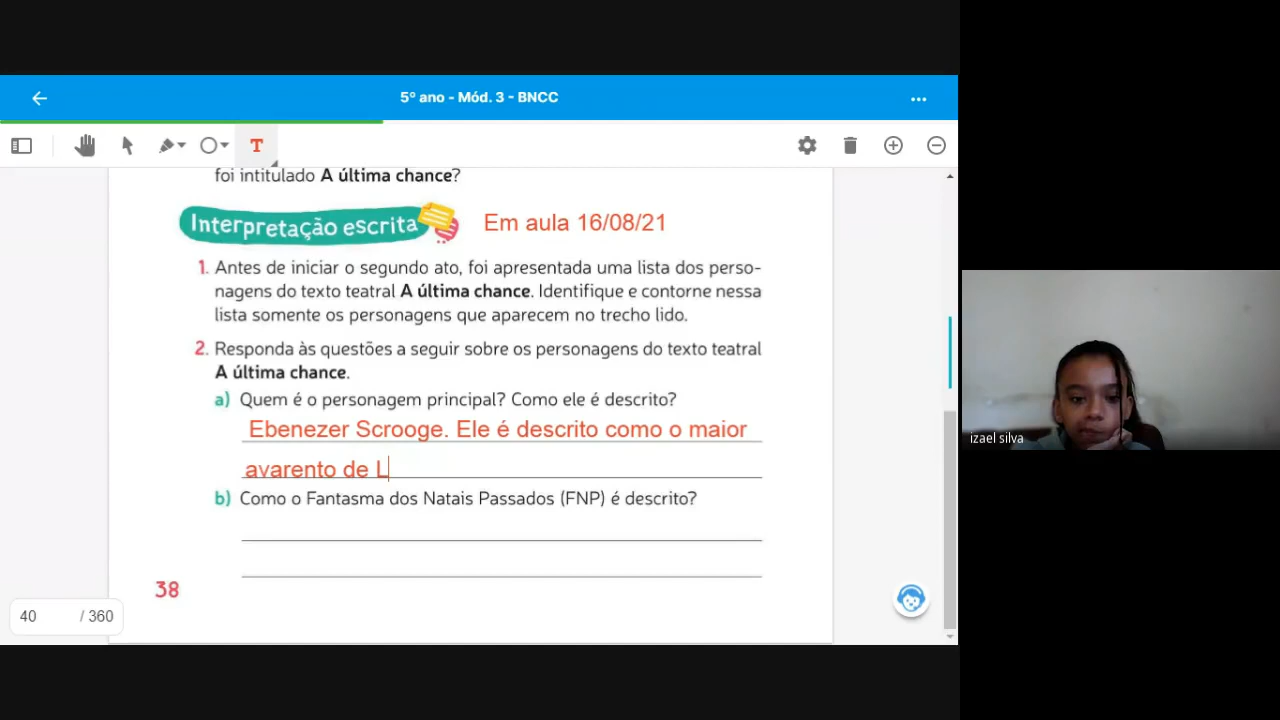 5º ano - Mód. 3 - BNCC
T
foi intitulado A última chance?
Interpretação escrita
Em aula 16/08/21
1. Antes de iniciar o segundo ato, foi apresentada uma lista dos perso-
nagens do texto teatral A última chance. Identifique e contorne nessa
lista somente os personagens que aparecem no trecho lido.
2. Responda às questões a seguir sobre os personagens do texto teatral
A última chance.
a) Quem é o personagem principal? Como ele é descrito?
Ebenezer Scrooge. Ele é descrito como o maior
avarento de L
b) Como o Fantasma dos Natais Passados (FNP) é descrito?
38
40 / 360
izael silva